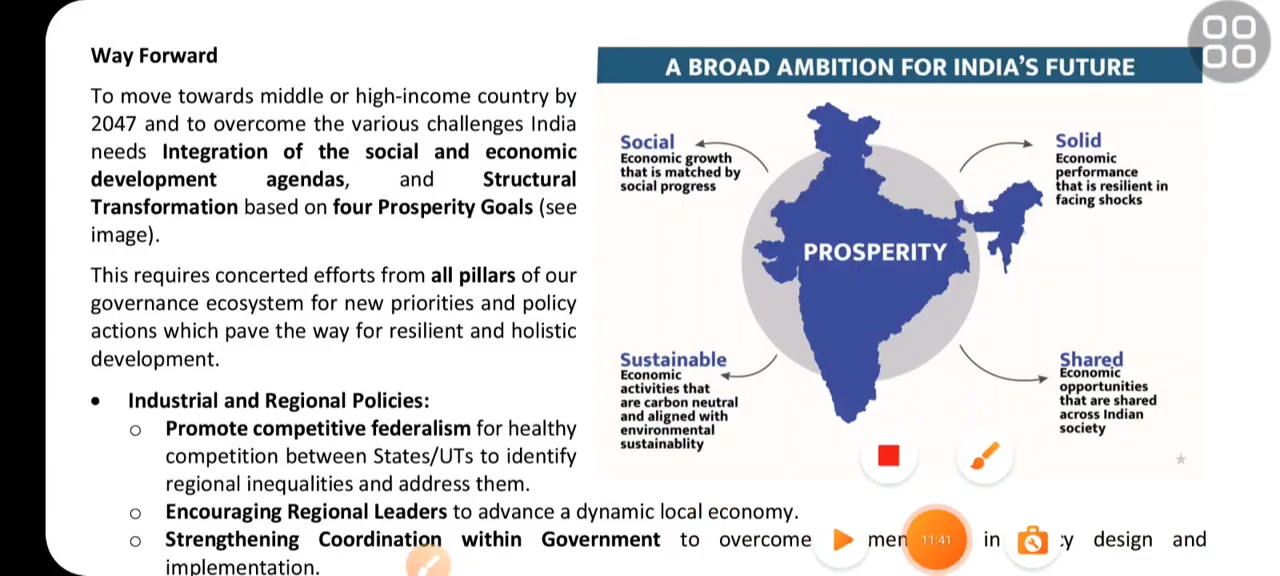 Way Forward
To move towards middle or high-income country by
2047 and to overcome the various challenges India
needs Integration of the social and economic
development agendas, and Structural
Transformation based on four Prosperity Goals (see
image).
This requires concerted efforts from all pillars of our
governance ecosystem for new priorities and policy
actions which pave the way for resilient and holistic
development.
• Industrial and Regional Policies:
o Promote competitive federalism for healthy
competition between States/UTs to identify
regional inequalities and address them.
o Encouraging Regional Leaders to advance a dynamic local economy.
o Strengthening Coordination within Government to overcome men in y design and
implementation.
A BROAD AMBITION FOR INDIA'S FUTURE
Social
Economic growth
that is matched by
social progress
Solid
Economic
performance
that is resilient in
facing shocks
PROSPERITY
Sustainable
Economic
activities that
are carbon neutral
and aligned with
environmental
sustainablity
Shared
Economic
opportunities
that are shared
across Indian
society
11:41